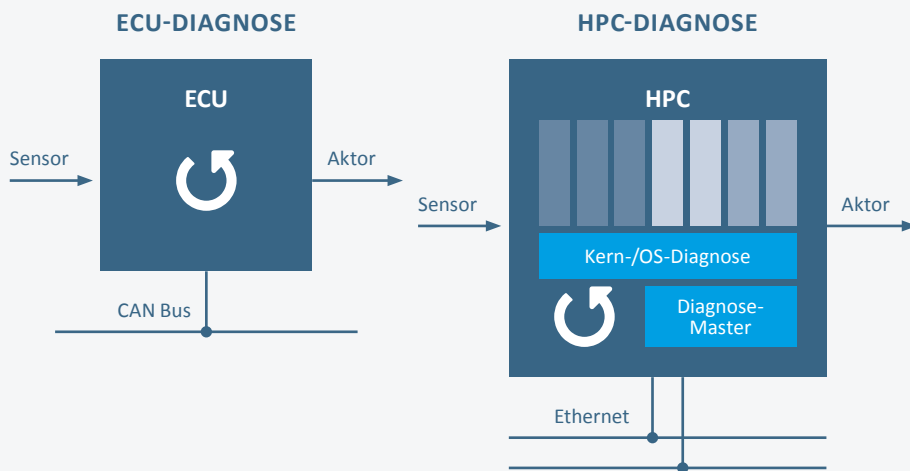 ECU-DIAGNOSE
ECU
Sensor
Aktor
CAN Bus
HPC-DIAGNOSE
HPC
Sensor
Aktor
Kern-/OS-Diagnose
Diagnose-
Master
Ethernet